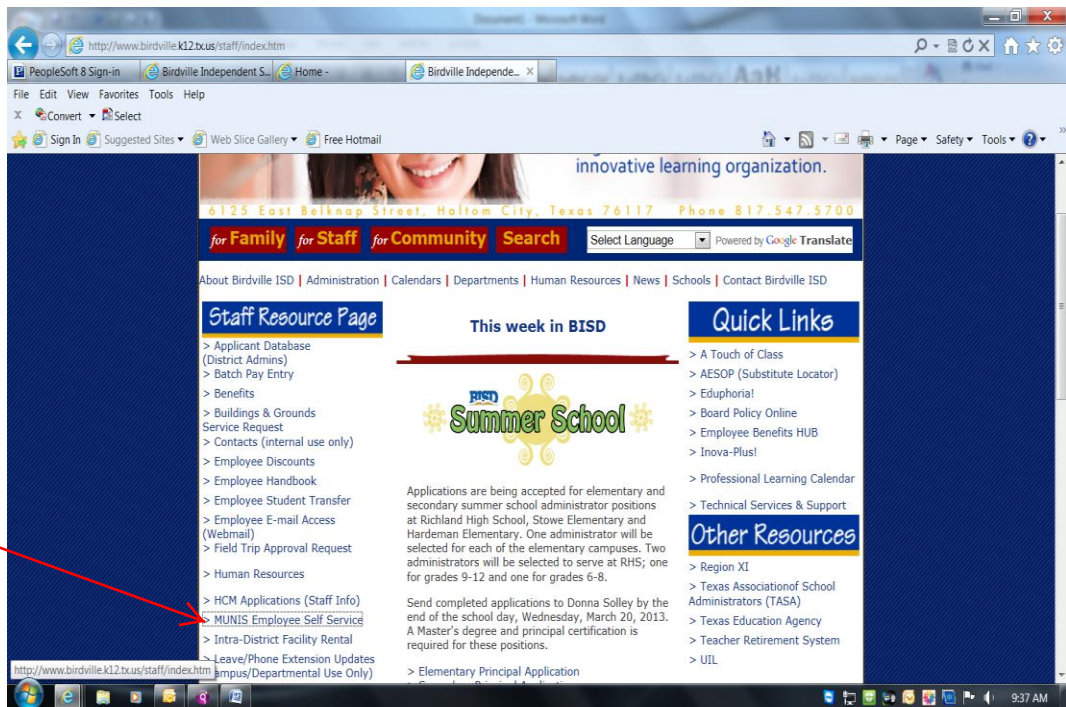 Document1 - Microsoft Word
http://www.birdville.k12.tx.us/staff/index.htm
PeopleSoft 8 Sign-in
Birdville Independent S...
Home -
Birdville Independe...
File Edit View Favorites Tools Help
x Convert Select
Sign In Suggested Sites Web Slice Gallery Free Hotmail
Page Safety Tools
innovative learning organization.
6125 East Belknap Street, Haltom City, Texas 76117 Phone 817.547.5700
for Family for Staff for Community Search Select Language Powered by Google Translate
About Birdville ISD | Administration | Calendars | Departments | Human Resources | News | Schools | Contact Birdville ISD
Staff Resource Page
> Applicant Database
(District Admins)
> Batch Pay Entry
> Benefits
> Buildings & Grounds
Service Request
> Contacts (internal use only)
> Employee Discounts
> Employee Handbook
> Employee Student Transfer
> Employee E-mail Access
(Webmail)
> Field Trip Approval Request
> Human Resources
> HCM Applications (Staff Info)
> MUNIS Employee Self Service
> Intra-District Facility Rental
> Leave/Phone Extension Updates
ampus/Departmental Use Only)
This week in BISD
BISD
Summer School
Applications are being accepted for elementary and
secondary summer school administrator positions
at Richland High School, Stowe Elementary and
Hardeman Elementary. One administrator will be
selected for each of the elementary campuses. Two
administrators will be selected to serve at RHS; one
for grades 9-12 and one for grades 6-8.
Send completed applications to Donna Solley by the
end of the school day, Wednesday, March 20, 2013.
A Master's degree and principal certification is
required for these positions.
> Elementary Principal Application
Quick Links
> A Touch of Class
> AESOP (Substitute Locator)
> Eduphoria!
> Board Policy Online
> Employee Benefits HUB
> Inova-Plus!
> Professional Learning Calendar
> Technical Services & Support
Other Resources
> Region XI
> Texas Associationof School
Administrators (TASA)
> Texas Education Agency
> Teacher Retirement System
> UIL
http://www.birdville.k12.tx.us/staff/index.htm
9:37 AM